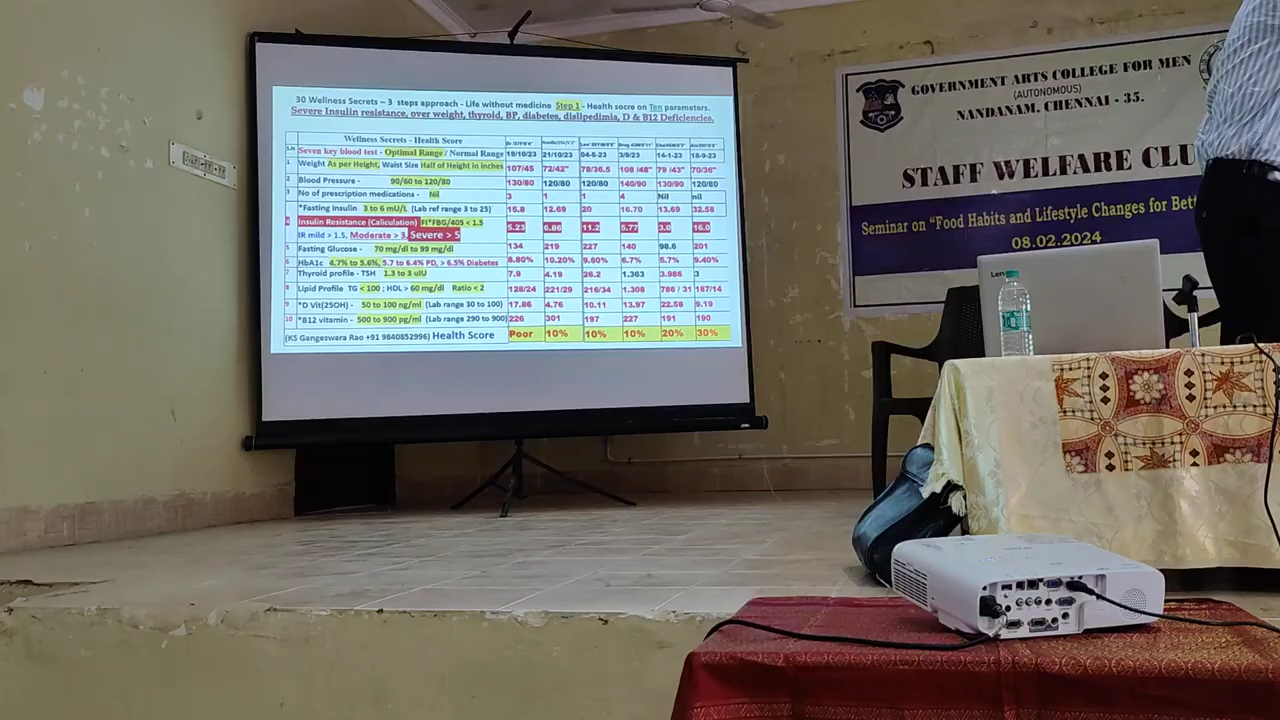 30 Wellness Secrets – 3 steps approach - Life without medicine Step 1 - Health socre on Ten parameters.
Severe Insulin resistance, over weight, thyroid, BP, diabetes, dislipedimia, D & B12 Deficiencies.
Wellness Secrets - Health Score
S.N Seven key blood test - Optimal Range / Normal Range 19/10/23 21/10/23 04-5-23 3/9/23 14-1-23 18-9-23
1 Weight As per Height, Waist Size Half of Height in inches 107/45 72/42" 78/36.5 108 /48" 79 /43" 70/36"
2 Blood Pressure - 90/60 to 120/80 130/80 120/80 120/80 140/90 130/90 120/80
3 No of prescription medications - Nil 3 1 1 4 Nil nil
*Fasting Insulin 3 to 6 mU/L (Lab ref range 3 to 25) 15.8 12.69 20 16.70 13.69 32.58
4 Insulin Resistance (Caliculation) FI*FBG/405 < 1.5 5.23 6.86 11.2 5.77 3.0 16.0
IR mild > 1.5, Moderate > 3, Severe > 5
5 Fasting Glucose - 70 mg/dl to 99 mg/dl 134 219 227 140 98.6 201
6 HbA1c 4.7% to 5.6%, 5.7 to 6.4% PD, > 6.5% Diabetes 8.80% 10.20% 9.60% 6.7% 5.7% 9.40%
7 Thyroid profile - TSH 1.3 to 3 uIU 7.9 4.19 26.2 1.363 3.986 3
8 Lipid Profile TG < 100 ; HDL > 60 mg/dl Ratio < 2 128/24 221/29 216/34 1.308 786 / 31 187/14
9 *D Vit(25OH) - 50 to 100 ng/ml (Lab range 30 to 100) 17.86 4.76 10.11 13.97 22.58 9.19
10 *B12 vitamin - 500 to 900 pg/ml (Lab range 290 to 900) 226 301 197 227 191 190
(KS Gangeswara Rao +91 9840852996) Health Score Poor 10% 10% 10% 20% 30%
GOVERNMENT ARTS COLLEGE FOR MEN
(AUTONOMOUS)
NANDANAM, CHENNAI - 35.
STAFF WELFARE CLU
Seminar on "Food Habits and Lifestyle Changes for Bett
08.02.2024
Len